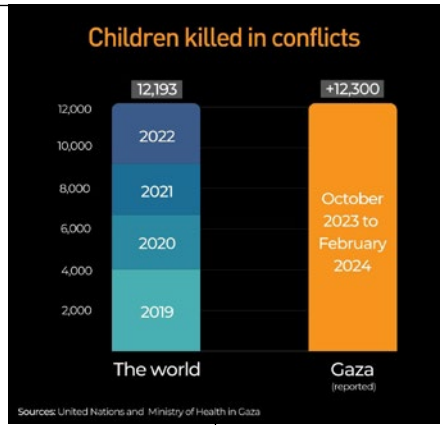 Children killed in conflicts
12,193
+12,300
12,000
10,000
8,000
6,000
4,000
2,000
2022
2021
2020
2019
October
2023 to
February
2024
The world
Gaza
(reported)
Sources: United Nations and Ministry of Health in Gaza